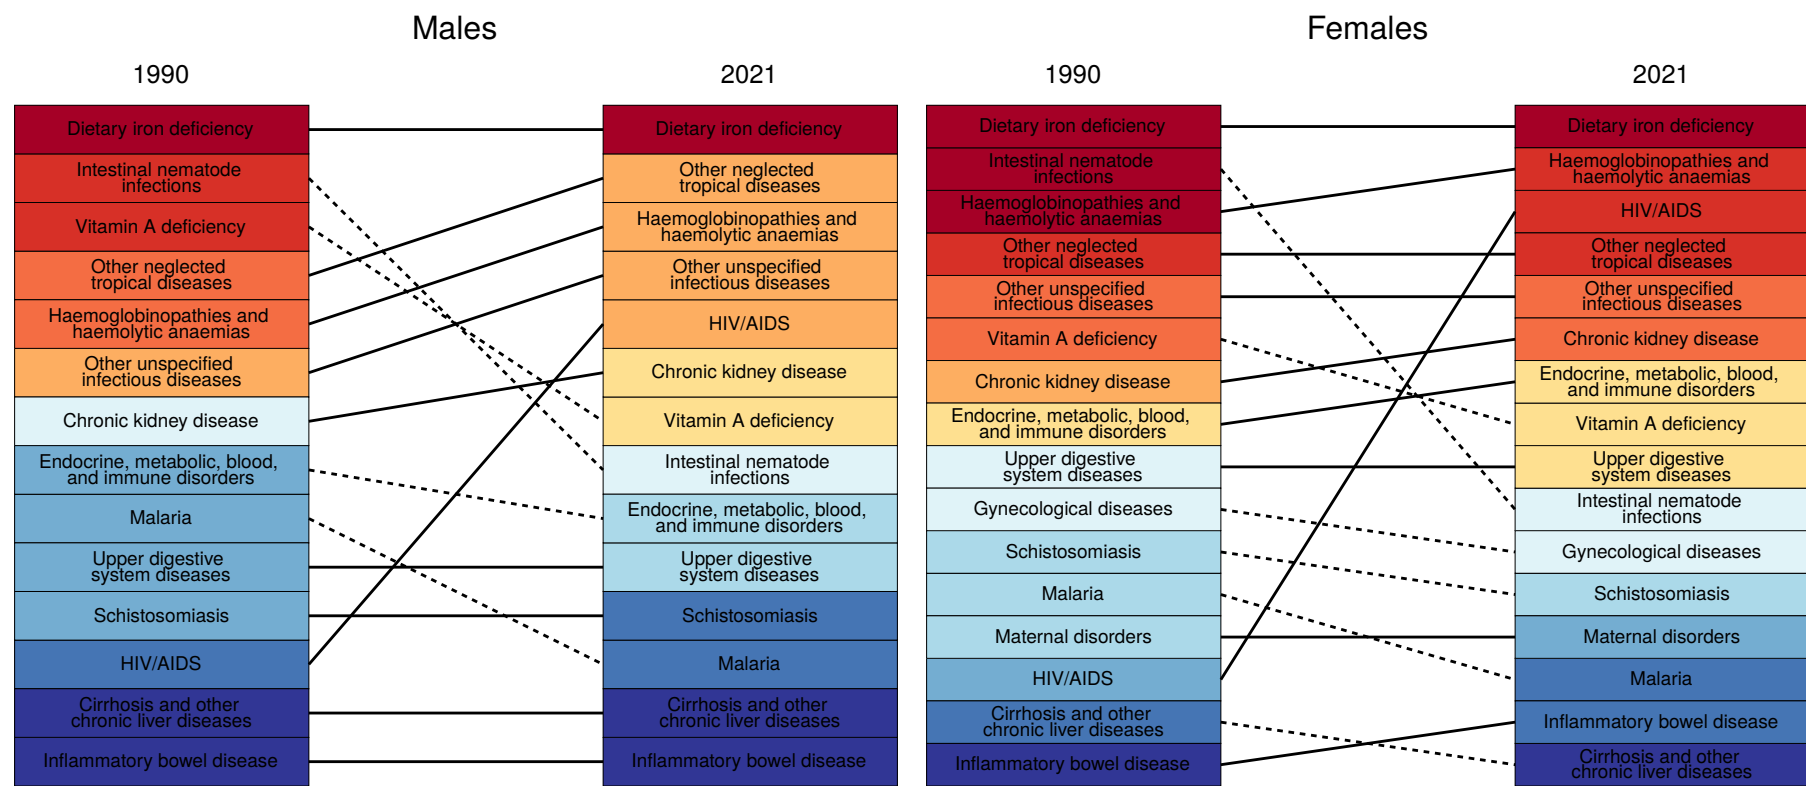 Males
1990
Dietary iron deficiency
Intestinal nematode
infections
Vitamin A deficiency
Other neglected
tropical diseases
Haemoglobinopathies and
haemolytic anaemias
Other unspecified
infectious diseases
Chronic kidney disease
Endocrine, metabolic, blood,
and immune disorders
Malaria
Upper digestive
system diseases
Schistosomiasis
HIV/AIDS
Cirrhosis and other
chronic liver diseases
Inflammatory bowel disease
2021
Dietary iron deficiency
Other neglected
tropical diseases
Haemoglobinopathies and
haemolytic anaemias
Other unspecified
infectious diseases
HIV/AIDS
Chronic kidney disease
Vitamin A deficiency
Intestinal nematode
infections
Endocrine, metabolic, blood,
and immune disorders
Upper digestive
system diseases
Schistosomiasis
Malaria
Cirrhosis and other
chronic liver diseases
Inflammatory bowel disease
Females
1990
Dietary iron deficiency
Intestinal nematode
infections
Haemoglobinopathies and
haemolytic anaemias
Other neglected
tropical diseases
Other unspecified
infectious diseases
Vitamin A deficiency
Chronic kidney disease
Endocrine, metabolic, blood,
and immune disorders
Upper digestive
system diseases
Gynecological diseases
Schistosomiasis
Malaria
Maternal disorders
HIV/AIDS
Cirrhosis and other
chronic liver diseases
Inflammatory bowel disease
2021
Dietary iron deficiency
Haemoglobinopathies and
haemolytic anaemias
HIV/AIDS
Other neglected
tropical diseases
Other unspecified
infectious diseases
Chronic kidney disease
Endocrine, metabolic, blood,
and immune disorders
Vitamin A deficiency
Upper digestive
system diseases
Intestinal nematode
infections
Gynecological diseases
Schistosomiasis
Maternal disorders
Malaria
Inflammatory bowel disease
Cirrhosis and other
chronic liver diseases